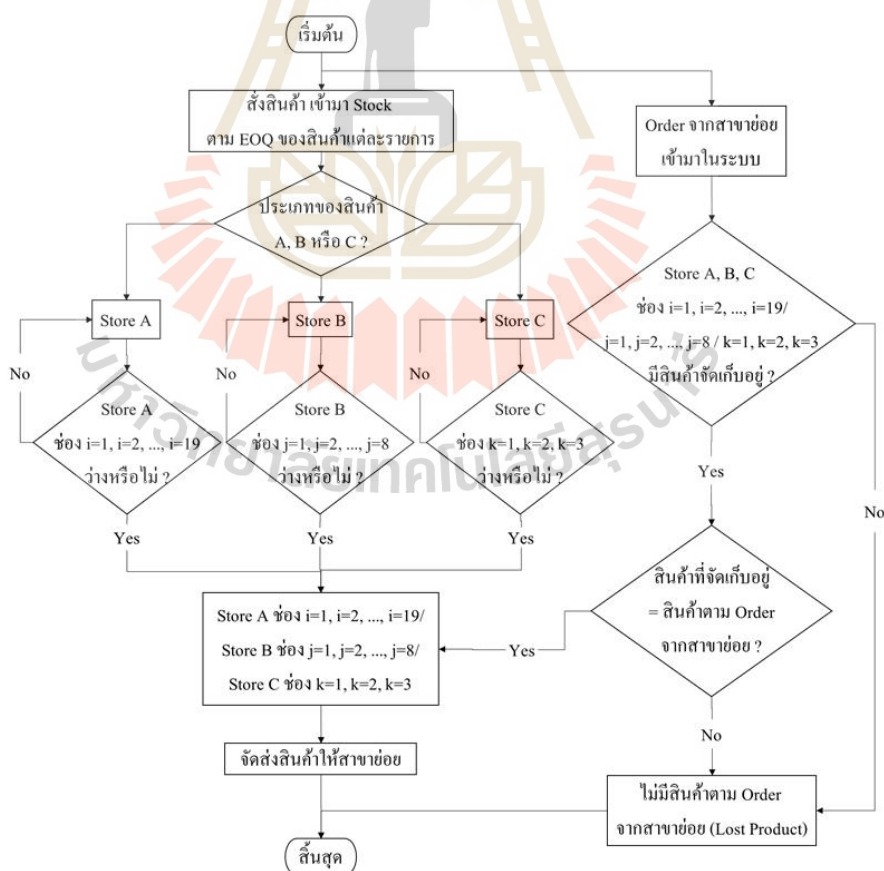 เริ่มต้น
สั่งสินค้า เข้ามา Stock
ตาม EOQ ของสินค้าแต่ละรายการ
Order จากสาขาย่อย
เข้ามาในระบบ
ประเภทของสินค้า
A, B หรือ C ?
Store A, B, C
ช่อง i=1, i=2, ..., i=19/
j=1, j=2, ..., j=8 / k=1, k=2, k=3
มีสินค้าจัดเก็บอยู่ ?
Store A
Store B
Store C
No
No
No
Store A
ช่อง i=1, i=2, ..., i=19
ว่างหรือไม่ ?
Store B
ช่อง j=1, j=2, ..., j=8
ว่างหรือไม่ ?
Store C
ช่อง k=1, k=2, k=3
ว่างหรือไม่ ?
มหาวิทยาลัยเทคโนโลยีสุรนารี
Yes
No
Yes
Yes
Yes
สินค้าที่จัดเก็บอยู่
= สินค้าตาม Order
จากสาขาย่อย ?
Store A ช่อง i=1, i=2, ..., i=19/
Store B ช่อง j=1, j=2, ..., j=8/
Store C ช่อง k=1, k=2, k=3
Yes
No
จัดส่งสินค้าให้สาขาย่อย
ไม่มีสินค้าตาม Order
จากสาขาย่อย (Lost Product)
สิ้นสุด